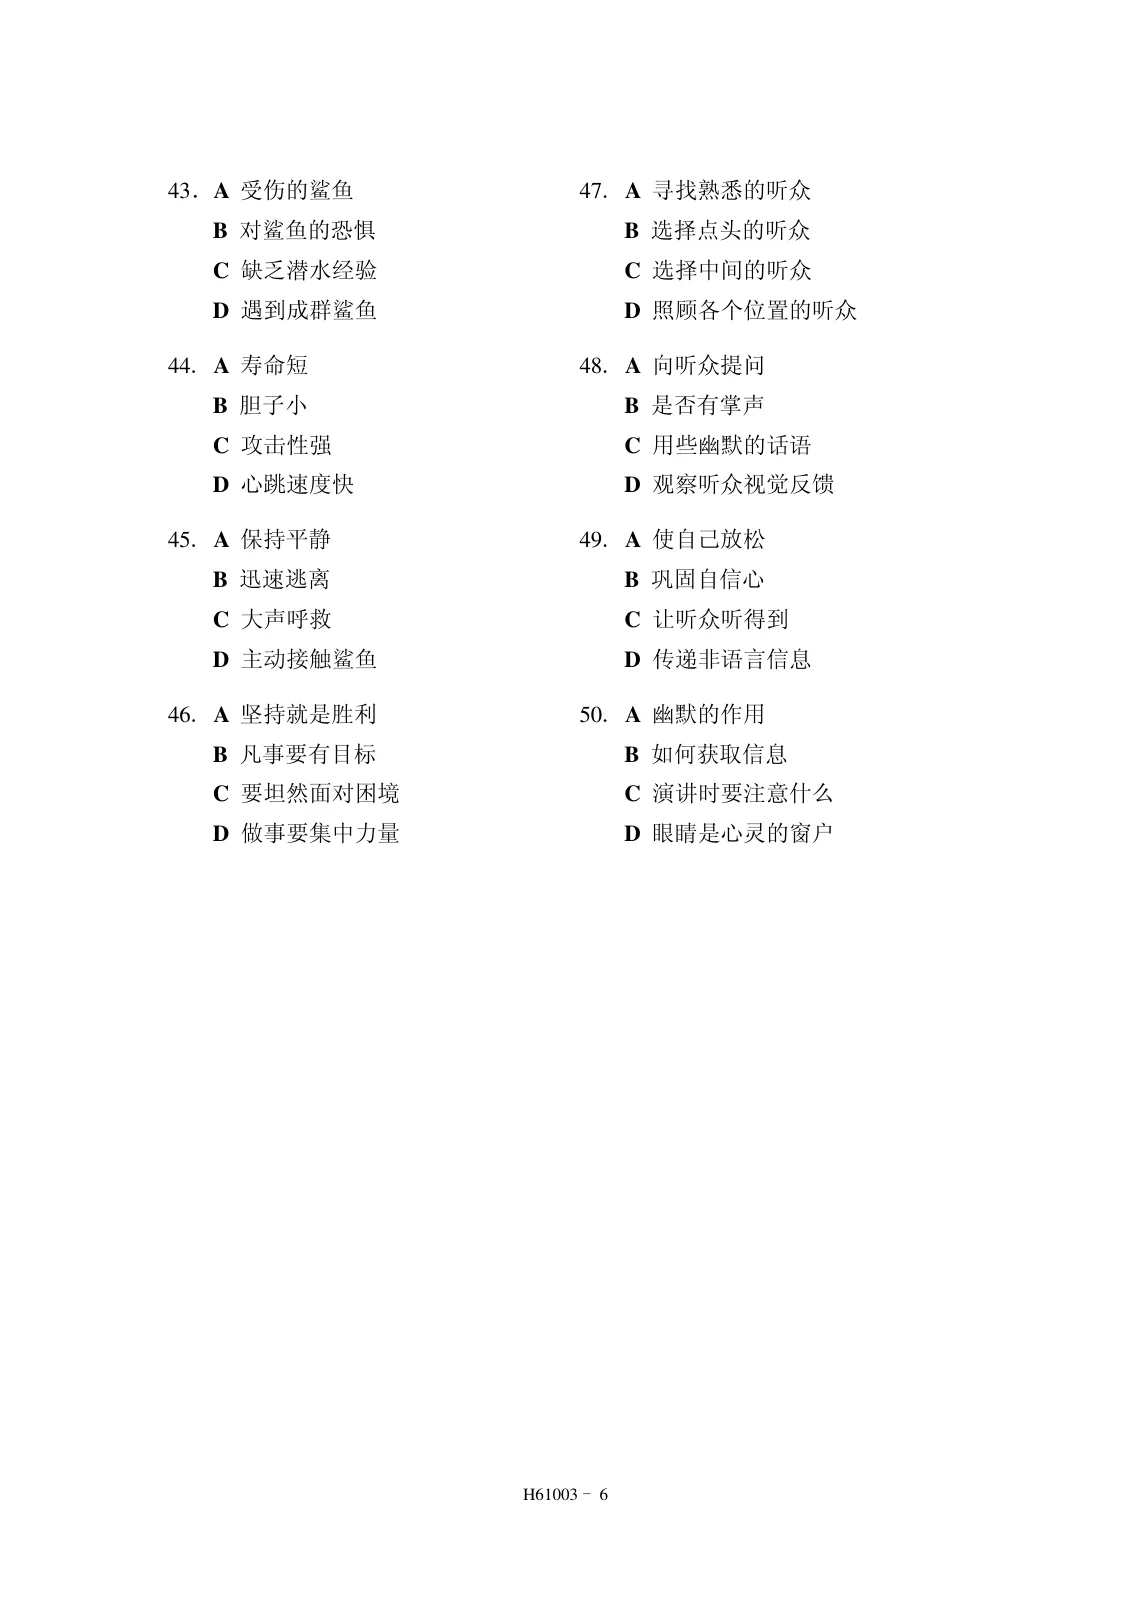 43. A 受伤的鲨鱼
B 对鲨鱼的恐惧
C 缺乏潜水经验
D 遇到成群鲨鱼
44. A 寿命短
B 胆子小
C 攻击性强
D 心跳速度快
45. A 保持平静
B 迅速逃离
C 大声呼救
D 主动接触鲨鱼
46. A 坚持就是胜利
B 凡事要有目标
C 要坦然面对困境
D 做事要集中力量
47. A 寻找熟悉的听众
B 选择点头的听众
C 选择中间的听众
D 照顾各个位置的听众
48. A 向听众提问
B 是否有掌声
C 用些幽默的话语
D 观察听众视觉反馈
49. A 使自己放松
B 巩固自信心
C 让听众听得到
D 传递非语言信息
50. A 幽默的作用
B 如何获取信息
C 演讲时要注意什么
D 眼睛是心灵的窗户
H61003－ 6